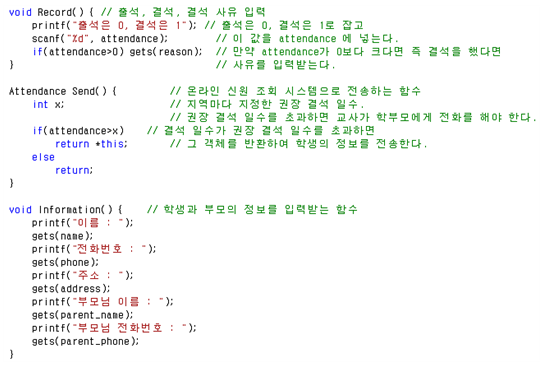 void Record() { // 출석, 결석, 결석 사유 입력
    printf("출석은 0, 결석은 1"); // 출석은 0, 결석은 1로 잡고
    scanf("%d", attendance);        // 이 값을 attendance 에 넣는다.
    if(attendance>0) gets(reason);  // 만약 attendance가 0보다 크다면 즉 결석을 했다면
}                                   // 사유를 입력받는다.

Attendance Send() {         // 온라인 신원 조회 시스템으로 전송하는 함수
    int x;                  // 지역마다 지정한 권장 결석 일수.
                            // 권장 결석 일수를 초과하면 교사가 학부모에게 전화를 해야 한다.
    if(attendance>x)    // 결석 일수가 권장 결석 일수를 초과하면
        return *this;       // 그 객체를 반환하여 학생의 정보를 전송한다.
    else
        return;
}

void Information() {    // 학생과 부모의 정보를 입력받는 함수
    printf("이름 : ");
    gets(name);
    printf("전화번호 : ");
    gets(phone);
    printf("주소 : ");
    gets(address);
    printf("부모님 이름 : ");
    gets(parent_name);
    printf("부모님 전화번호 : ");
    gets(parent_phone);
}